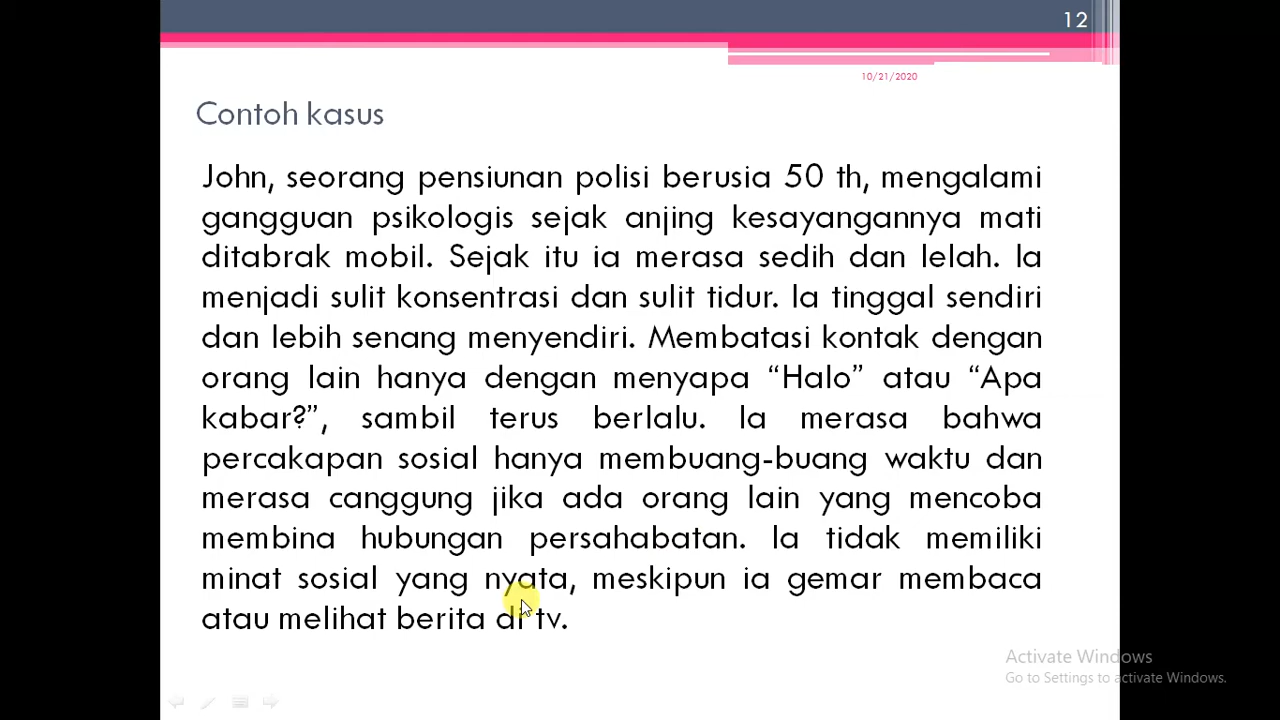 12
10/21/2020
Contoh kasus
John, seorang pensiunan polisi berusia 50 th, mengalami
gangguan psikologis sejak anjing kesayangannya mati
ditabrak mobil. Sejak itu ia merasa sedih dan lelah. Ia
menjadi sulit konsentrasi dan sulit tidur. Ia tinggal sendiri
dan lebih senang menyendiri. Membatasi kontak dengan
orang lain hanya dengan menyapa “Halo” atau “Apa
kabar?”, sambil terus berlalu. Ia merasa bahwa
percakapan sosial hanya membuang-buang waktu dan
merasa canggung jika ada orang lain yang mencoba
membina hubungan persahabatan. Ia tidak memiliki
minat sosial yang nyata, meskipun ia gemar membaca
atau melihat berita di tv.
Activate Windows
Go to Settings to activate Windows.